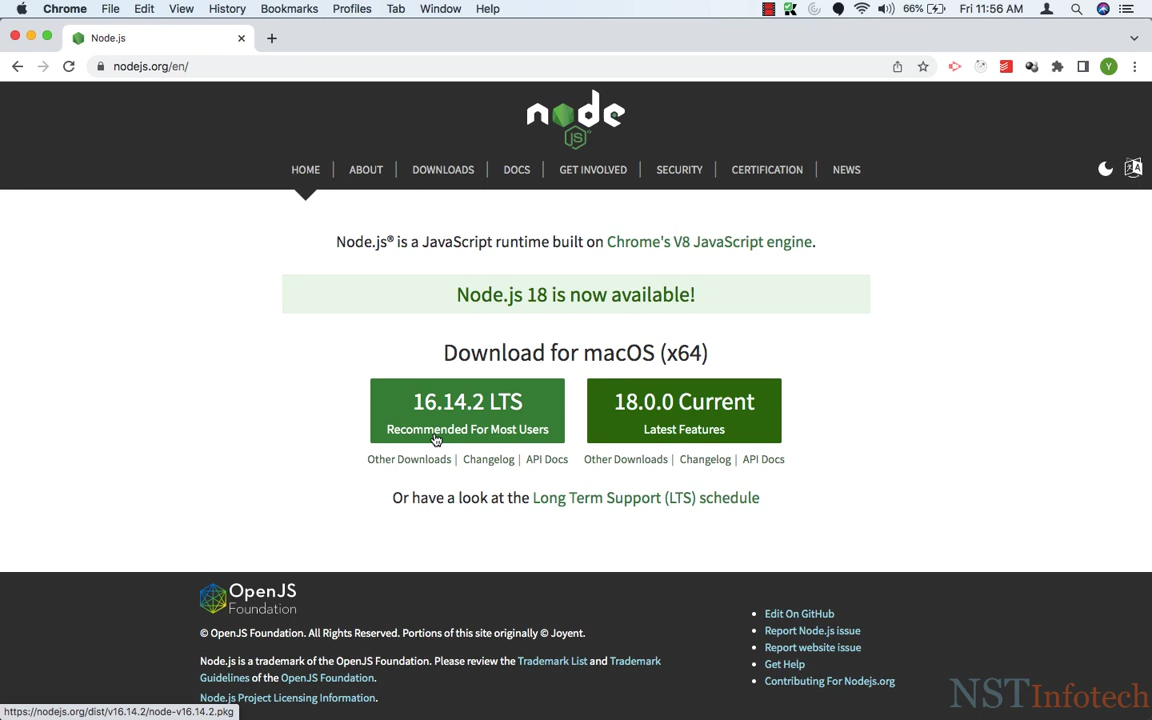 Chrome File Edit View History Bookmarks Profiles Tab Window Help 66% Fri 11:56 AM
Node.js
nodejs.org/en/ Y
node
JS
HOME ABOUT DOWNLOADS DOCS GET INVOLVED SECURITY CERTIFICATION NEWS
Node.js® is a JavaScript runtime built on Chrome's V8 JavaScript engine.
Node.js 18 is now available!
Download for macOS (x64)
16.14.2 LTS 18.0.0 Current
Recommended For Most Users Latest Features
Other Downloads | Changelog | API Docs Other Downloads | Changelog | API Docs
Or have a look at the Long Term Support (LTS) schedule
OpenJS
Foundation
© OpenJS Foundation. All Rights Reserved. Portions of this site originally © Joyent.
Node.js is a trademark of the OpenJS Foundation. Please review the Trademark List and Trademark
Guidelines of the OpenJS Foundation.
Node.js Project Licensing Information.
Edit On GitHub
Report Node.js issue
Report website issue
Get Help
Contributing For Nodejs.org
NSTInfotech
https://nodejs.org/dist/v16.14.2/node-v16.14.2.pkg